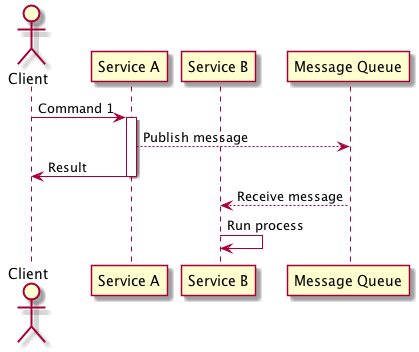 Client
Service A
Service B
Message Queue
Command 1
Publish message
Result
Receive message
Run process
Client
Service A
Service B
Message Queue